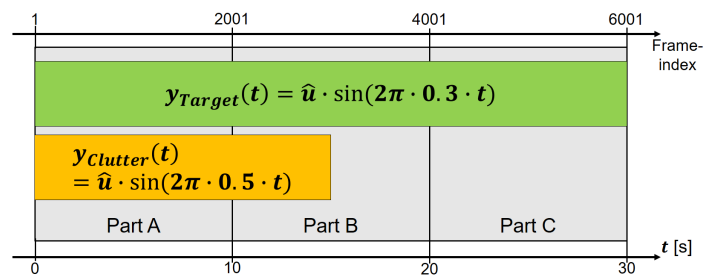 1 2001 4001 6001
Frame-
index
𝒚_Target(𝒕) = 𝒖̂ · sin(𝟐𝝅 · 𝟎.𝟑 · 𝒕)
𝒚_Clutter(𝒕)
= 𝒖̂ · sin(𝟐𝝅 · 𝟎.𝟓 · 𝒕)
Part A Part B Part C
𝒕 [s]
0 10 20 30